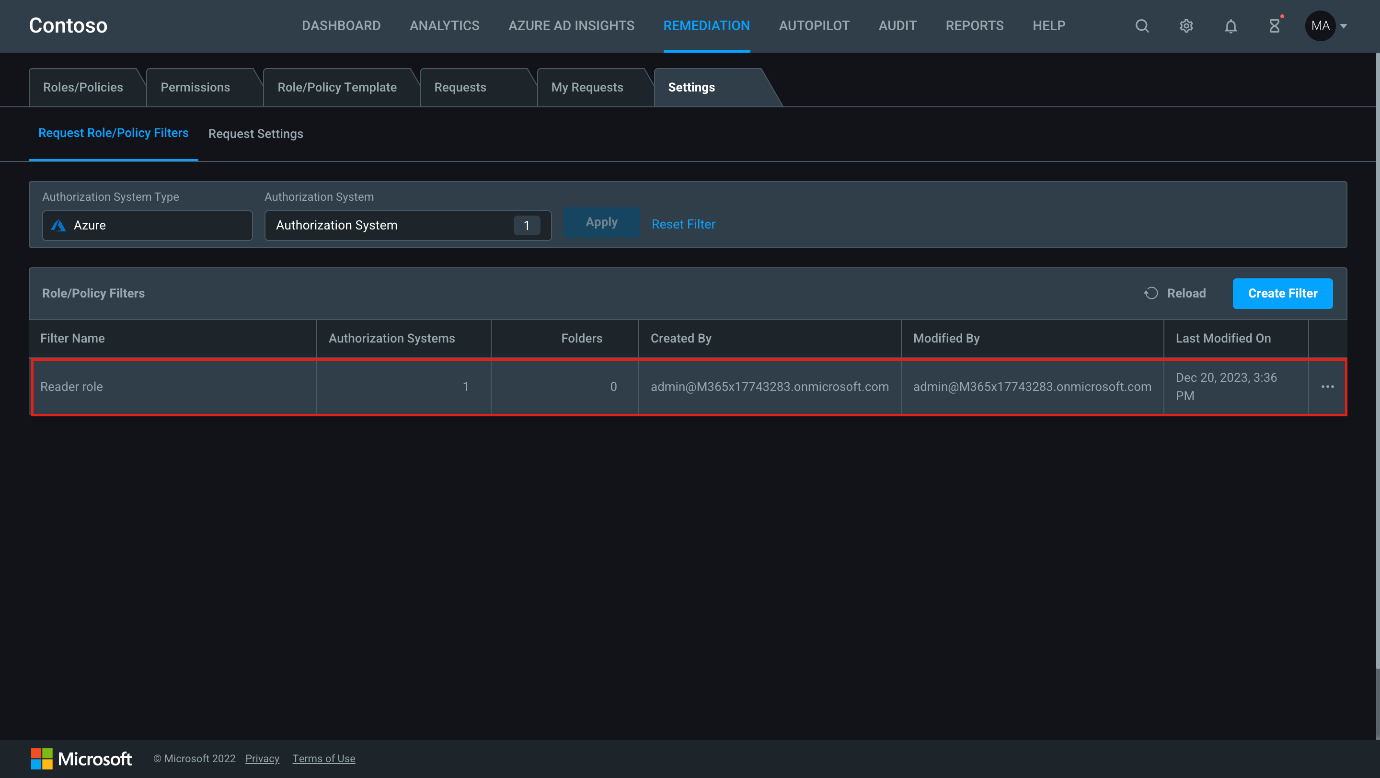 Contoso
DASHBOARD ANALYTICS AZURE AD INSIGHTS REMEDIATION AUTOPILOT AUDIT REPORTS HELP MA
Roles/Policies Permissions Role/Policy Template Requests My Requests Settings
Request Role/Policy Filters Request Settings
Authorization System Type Authorization System
Azure Authorization System 1 Apply Reset Filter
Role/Policy Filters Reload Create Filter
Filter Name Authorization Systems Folders Created By Modified By Last Modified On
Reader role 1 0 admin@M365x17743283.onmicrosoft.com admin@M365x17743283.onmicrosoft.com Dec 20, 2023, 3:36
PM
Microsoft © Microsoft 2022 Privacy Terms of Use